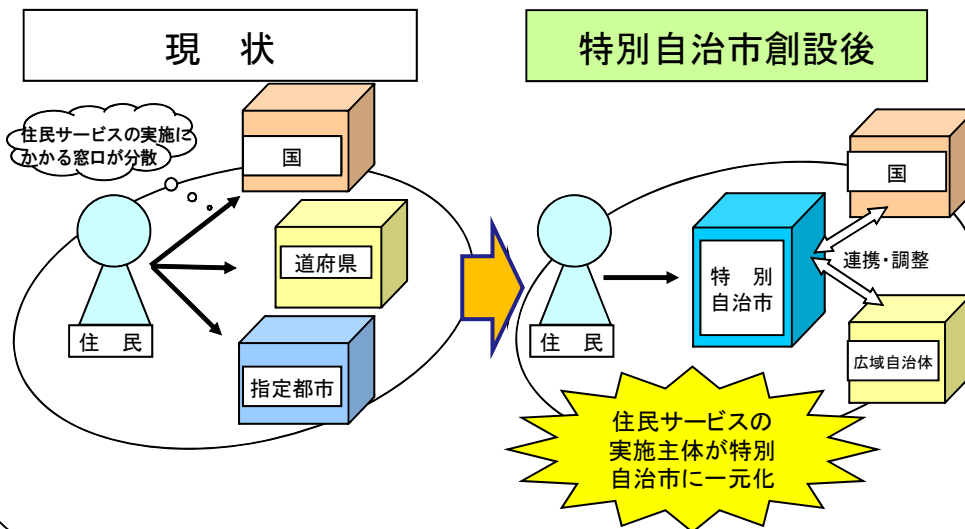 現　状
住民サービスの実施に
かかる窓口が分散
国
道府県
指定都市
住　民
特別自治市創設後
国
特　別
自治市
連携・調整
広域自治体
住　民
住民サービスの
実施主体が特別
自治市に一元化